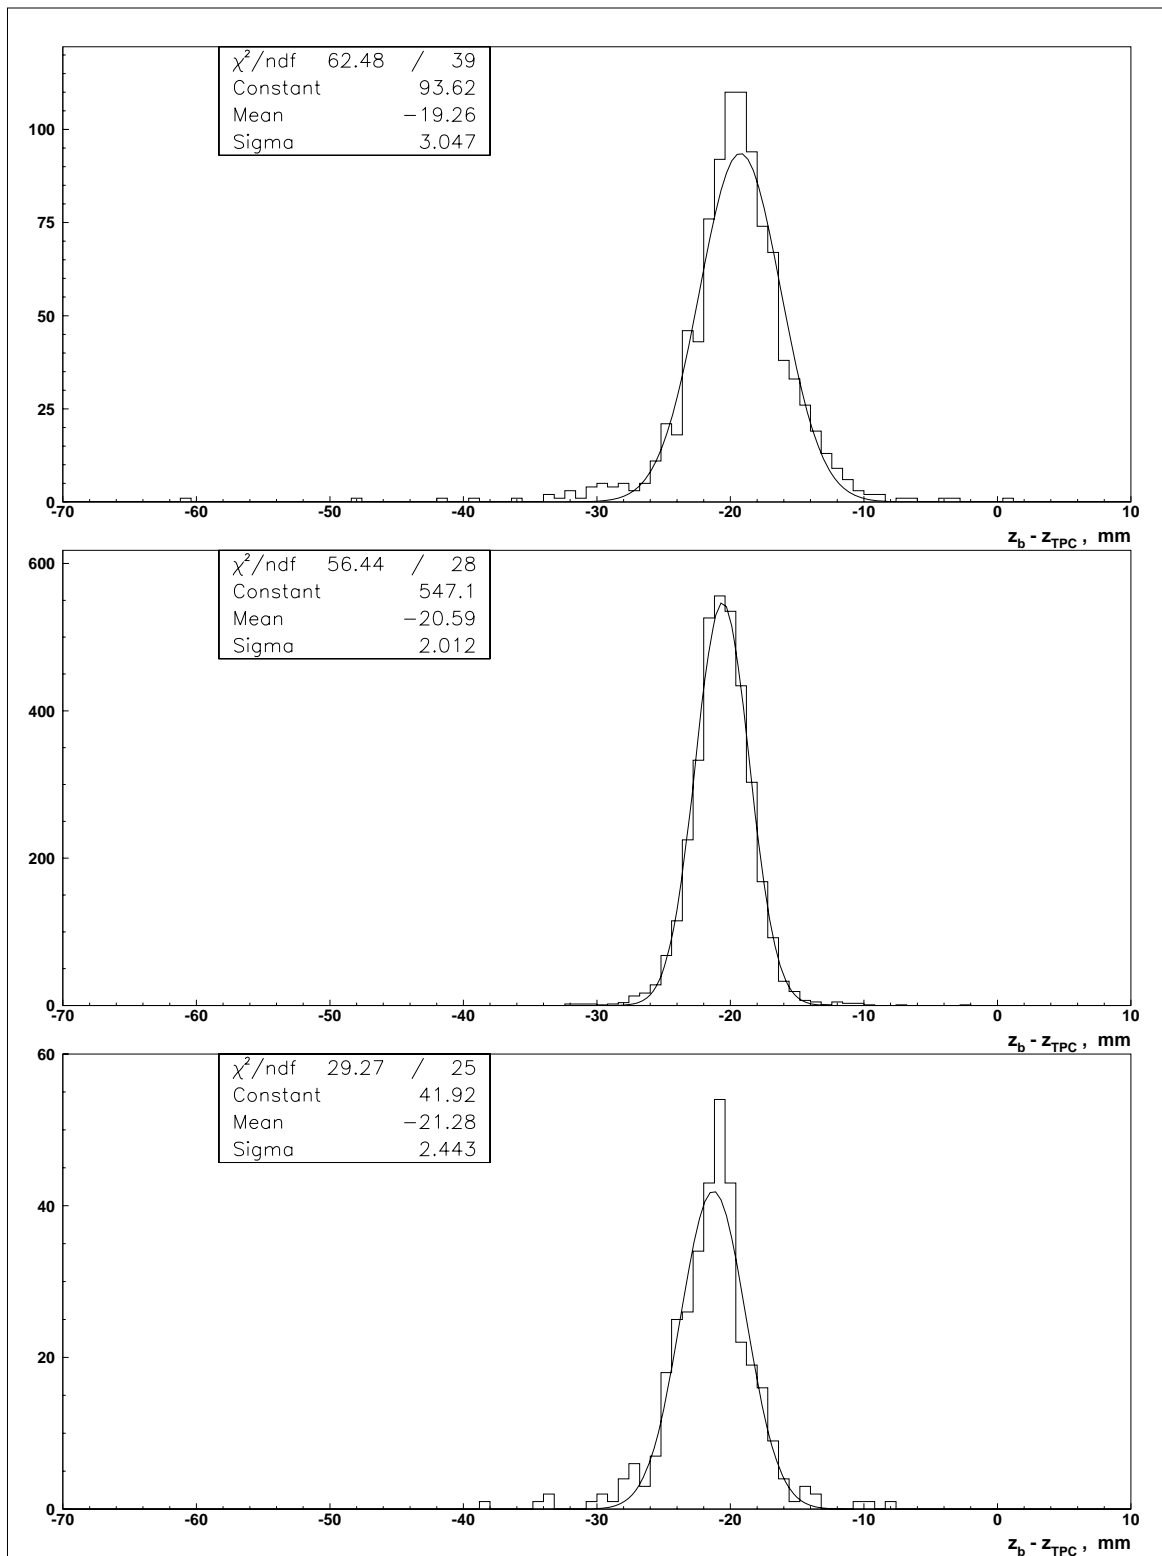 χ²/ndf 62.48 / 39
Constant 93.62
Mean −19.26
Sigma 3.047
100
75
50
25
0
-70 -60 -50 -40 -30 -20 -10 0 10
z_b - z_TPC , mm
χ²/ndf 56.44 / 28
Constant 547.1
Mean −20.59
Sigma 2.012
600
400
200
0
-70 -60 -50 -40 -30 -20 -10 0 10
z_b - z_TPC , mm
χ²/ndf 29.27 / 25
Constant 41.92
Mean −21.28
Sigma 2.443
60
40
20
0
-70 -60 -50 -40 -30 -20 -10 0 10
z_b - z_TPC , mm